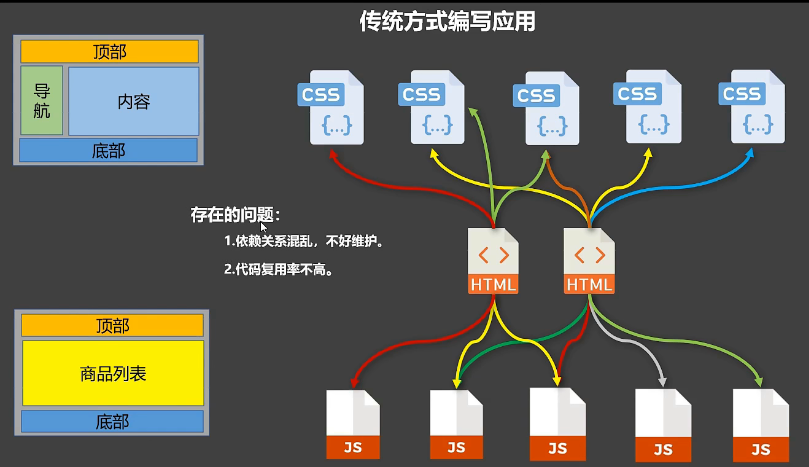 传统方式编写应用
顶部
导航
内容
底部
CSS
{...}
CSS
{...}
CSS
{...}
CSS
{...}
CSS
{...}
存在的问题：
1.依赖关系混乱，不好维护。
2.代码复用率不高。
< >
HTML
< >
HTML
顶部
商品列表
底部
JS
JS
JS
JS
JS